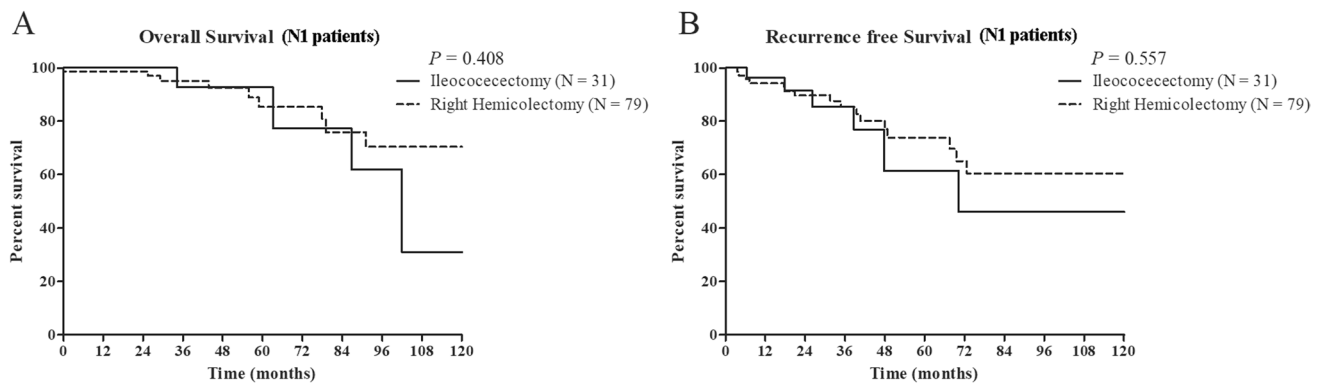 A
Overall Survival (N1 patients)
P = 0.408
Ileococecectomy (N = 31)
Right Hemicolectomy (N = 79)
Percent survival
100
80
60
40
20
0
0 12 24 36 48 60 72 84 96 108 120
Time (months)
B
Recurrence free Survival (N1 patients)
P = 0.557
Ileococecectomy (N = 31)
Right Hemicolectomy (N = 79)
Percent survival
100
80
60
40
20
0
0 12 24 36 48 60 72 84 96 108 120
Time (months)